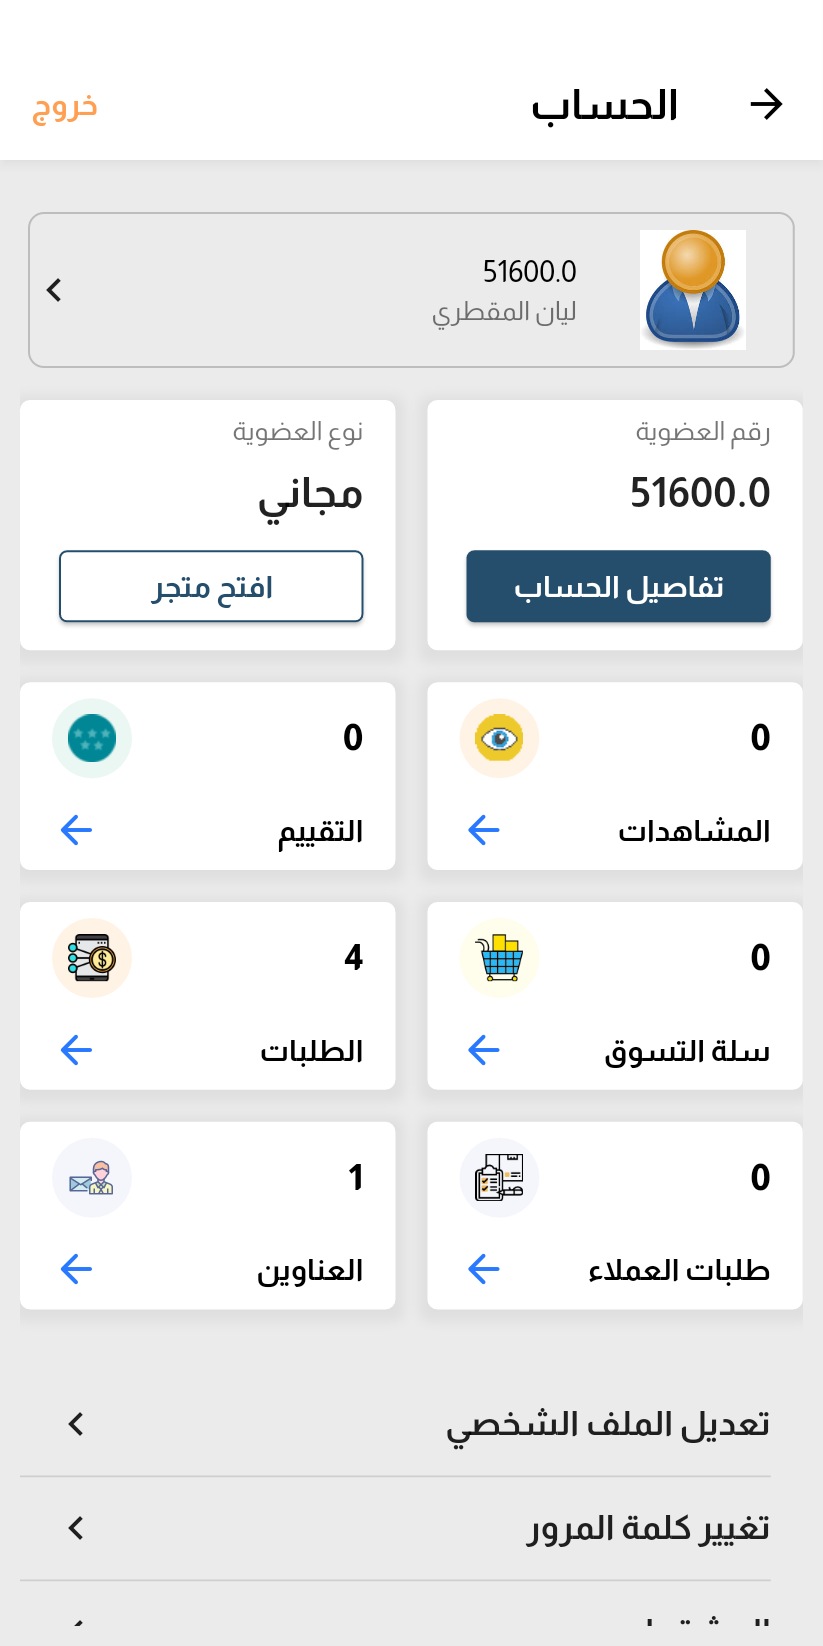 الحساب
خروج
51600.0
ليان المقطري
رقم العضوية
51600.0
تفاصيل الحساب
نوع العضوية
مجاني
افتح متجر
0
المشاهدات
0
التقييم
0
سلة التسوق
4
الطلبات
0
طلبات العملاء
1
العناوين
تعديل الملف الشخصي
تغيير كلمة المرور